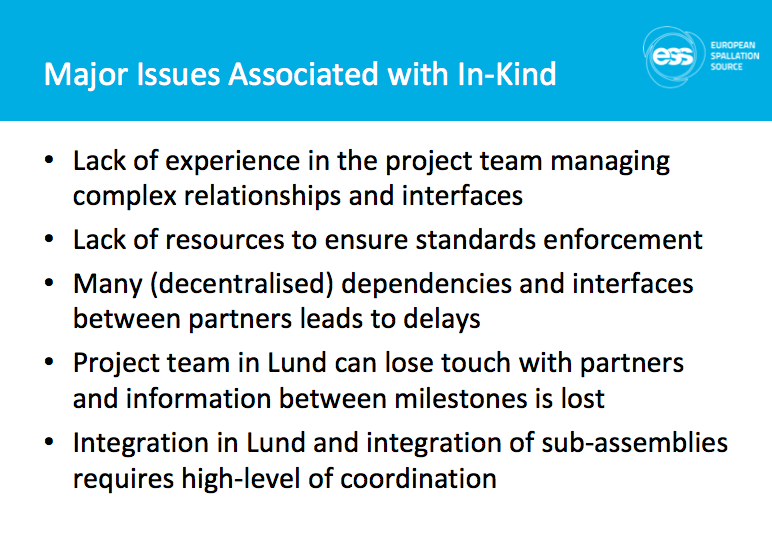 Major Issues Associated with In-Kind
ess
EUROPEAN
SPALLATION
SOURCE
• Lack of experience in the project team managing
complex relationships and interfaces
• Lack of resources to ensure standards enforcement
• Many (decentralised) dependencies and interfaces
between partners leads to delays
• Project team in Lund can lose touch with partners
and information between milestones is lost
• Integration in Lund and integration of sub-assemblies
requires high-level of coordination